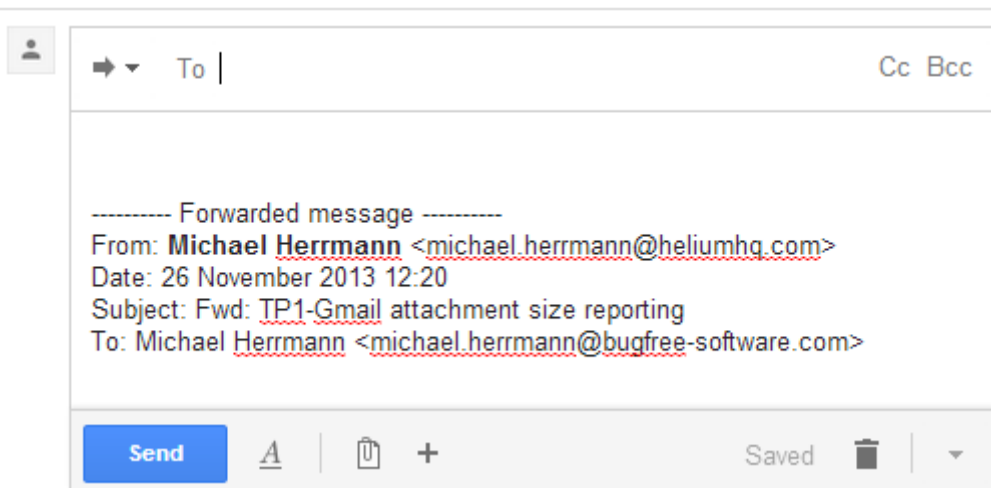 To
Cc Bcc
---------- Forwarded message ----------
From: Michael Herrmann <michael.herrmann@heliumhq.com>
Date: 26 November 2013 12:20
Subject: Fwd: TP1-Gmail attachment size reporting
To: Michael Herrmann <michael.herrmann@bugfree-software.com>
Send A Saved